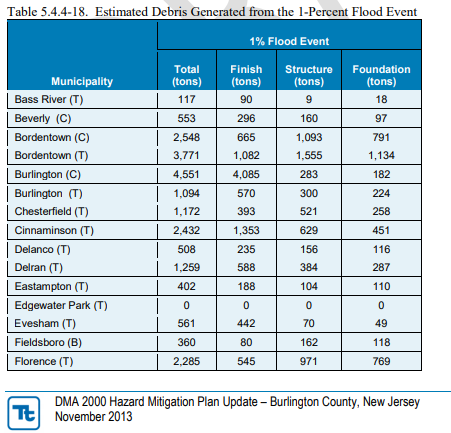 Table 5.4.4-18. Estimated Debris Generated from the 1-Percent Flood Event
1% Flood Event
Municipality Total (tons) Finish (tons) Structure (tons) Foundation (tons)
Bass River (T) 117 90 9 18
Beverly (C) 553 296 160 97
Bordentown (C) 2,548 665 1,093 791
Bordentown (T) 3,771 1,082 1,555 1,134
Burlington (C) 4,551 4,085 283 182
Burlington (T) 1,094 570 300 224
Chesterfield (T) 1,172 393 521 258
Cinnaminson (T) 2,432 1,353 629 451
Delanco (T) 508 235 156 116
Delran (T) 1,259 588 384 287
Eastampton (T) 402 188 104 110
Edgewater Park (T) 0 0 0 0
Evesham (T) 561 442 70 49
Fieldsboro (B) 360 80 162 118
Florence (T) 2,285 545 971 769
Tt
DMA 2000 Hazard Mitigation Plan Update – Burlington County, New Jersey
November 2013